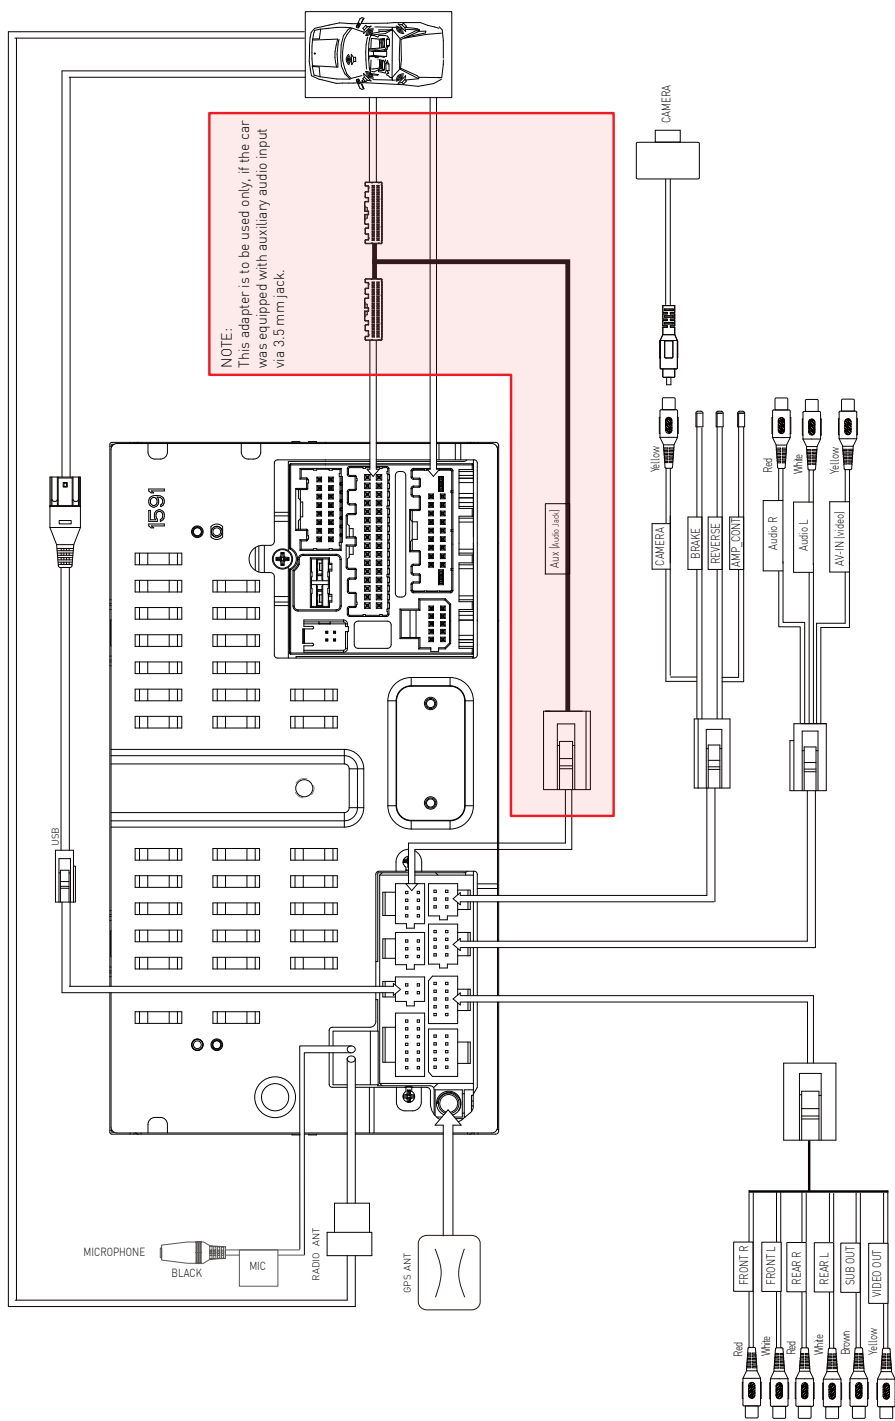 CAMERA
NOTE:
This adapter is to be used only, if the car
was equipped with auxiliary audio input
via 3.5 mm jack.
1591
Yellow
Red
White
Yellow
Aux (Audio Jack)
CAMERA
BRAKE
REVERSE
AMP_CONT
Audio R
Audio L
AV-IN (video)
USB
MICROPHONE
BLACK
MIC
RADIO ANT
GPS ANT
FRONT R
FRONT L
REAR R
REAR L
SUB OUT
VIDEO OUT
Red
White
Red
White
Brown
Yellow